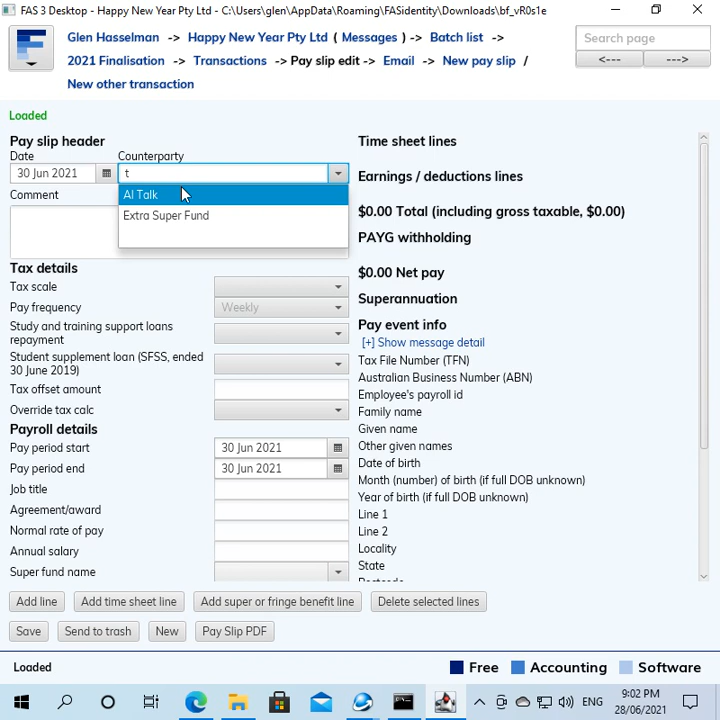 FAS 3 Desktop - Happy New Year Pty Ltd - C:\Users\glen\AppData\Roaming\FASidentity\Downloads\bf_vR0s1e
Glen Hasselman -> Happy New Year Pty Ltd ( Messages ) -> Batch list ->
2021 Finalisation -> Transactions -> Pay slip edit -> Email -> New pay slip /
New other transaction
Search page
<--- --->
Loaded
Pay slip header
Date Counterparty
30 Jun 2021 t
Comment
Al Talk
Extra Super Fund
Tax details
Tax scale
Pay frequency Weekly
Study and training support loans
repayment
Student supplement loan (SFSS, ended
30 June 2019)
Tax offset amount
Override tax calc
Payroll details
Pay period start 30 Jun 2021
Pay period end 30 Jun 2021
Job title
Agreement/award
Normal rate of pay
Annual salary
Super fund name
Time sheet lines
Earnings / deductions lines
$0.00 Total (including gross taxable, $0.00)
PAYG withholding
$0.00 Net pay
Superannuation
Pay event info
[+] Show message detail
Tax File Number (TFN)
Australian Business Number (ABN)
Employee's payroll id
Family name
Given name
Other given names
Date of birth
Month (number) of birth (if full DOB unknown)
Year of birth (if full DOB unknown)
Line 1
Line 2
Locality
State
Postcode
Add line Add time sheet line Add super or fringe benefit line Delete selected lines
Save Send to trash New Pay Slip PDF
Loaded Free Accounting Software
ENG 9:02 PM
28/06/2021